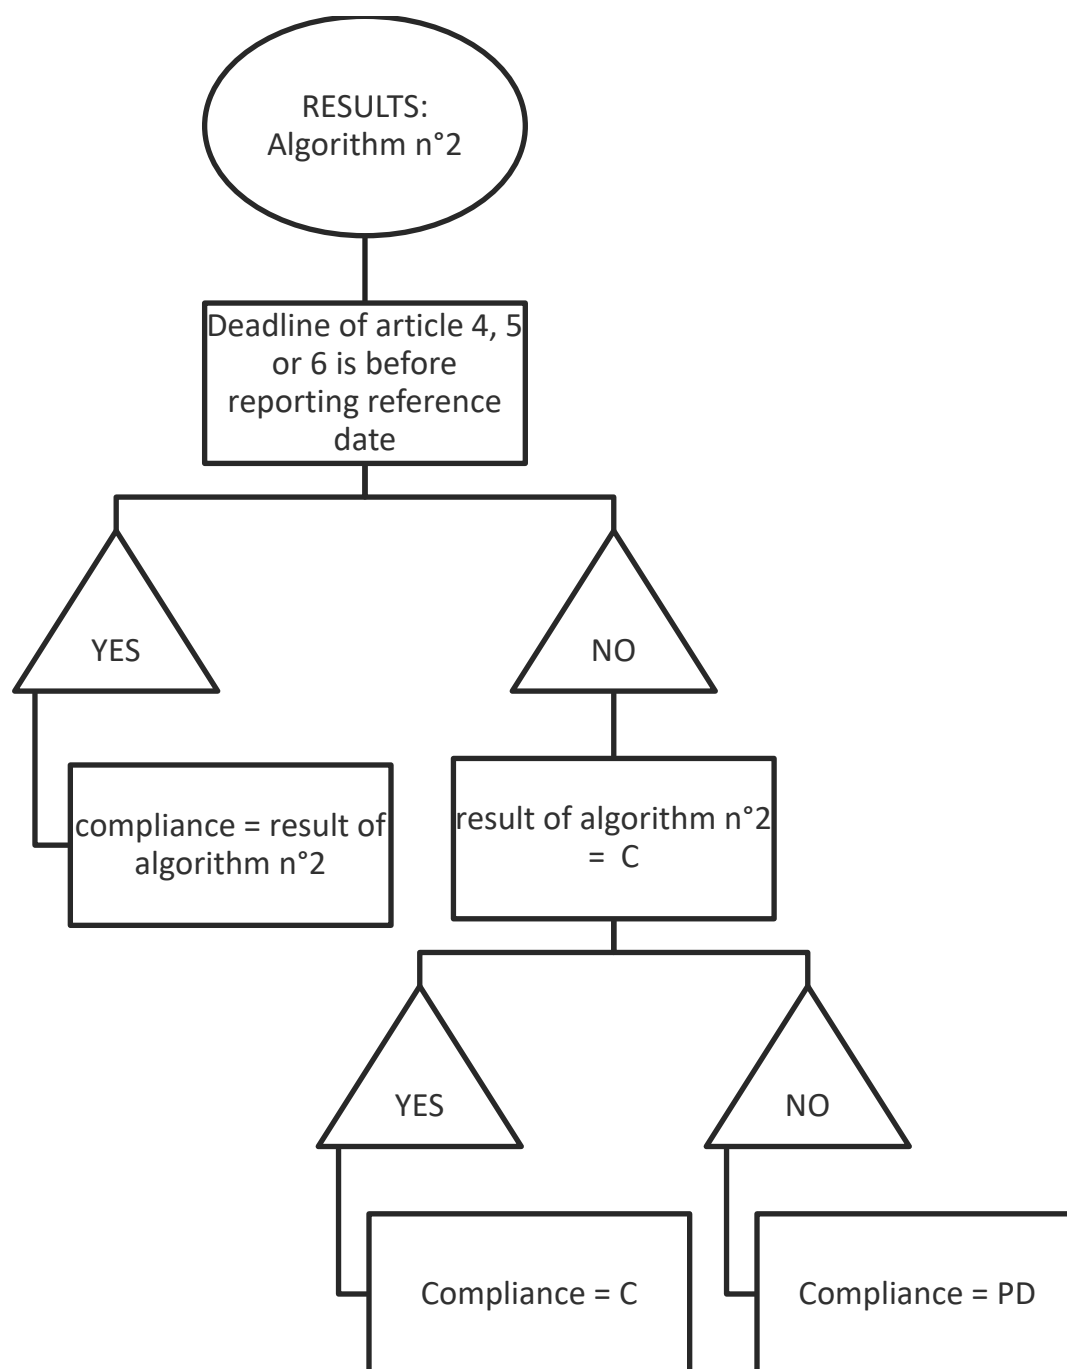 RESULTS:
Algorithm n°2
Deadline of article 4, 5
or 6 is before
reporting reference
date
YES
NO
compliance = result of
algorithm n°2
result of algorithm n°2
= C
YES
NO
Compliance = C
Compliance = PD